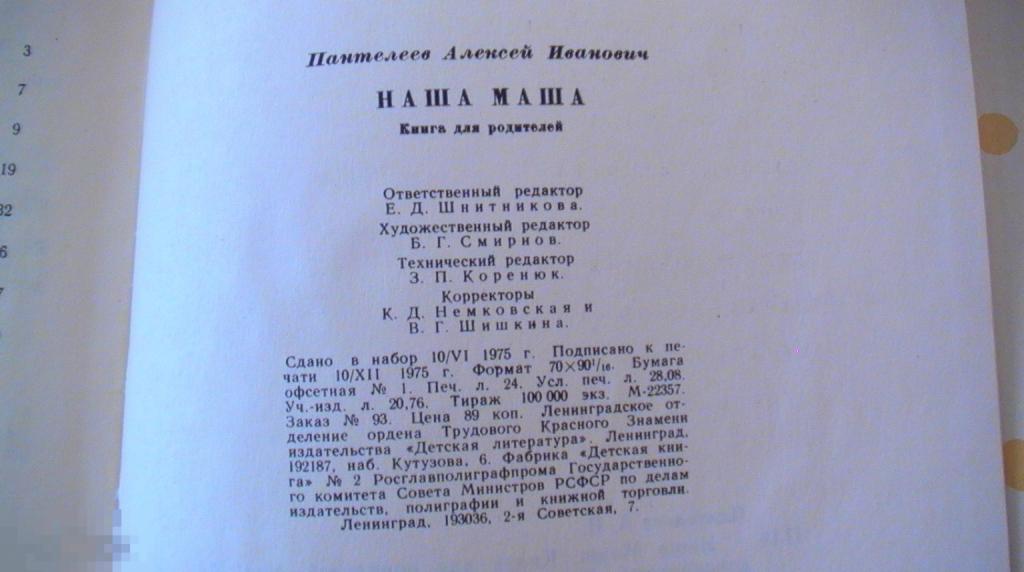 3
7
9
19
32
6
7
Пантелеев Алексей Иванович
НАША МАША
Книга для родителей
Ответственный редактор
Е. Д. Шнитникова.
Художественный редактор
Б. Г. Смирнов.
Технический редактор
З. П. Коренюк.
Корректоры
К. Д. Немковская и
В. Г. Шишкина.
Сдано в набор 10/VI 1975 г. Подписано к пе-
чати 10/XII 1975 г. Формат 70×90¹/₁₆. Бумага
офсетная № 1. Печ. л. 24. Усл. печ. л. 28,08.
Уч.-изд. л. 20,76. Тираж 100 000 экз. М-22357.
Заказ № 93. Цена 89 коп. Ленинградское от-
деление ордена Трудового Красного Знамени
издательства «Детская литература». Ленинград,
192187, наб. Кутузова, 6. Фабрика «Детская кни-
га» № 2 Росглавполиграфпрома Государственно-
го комитета Совета Министров РСФСР по делам
издательств, полиграфии и книжной торговли.
Ленинград, 193036, 2-я Советская, 7.